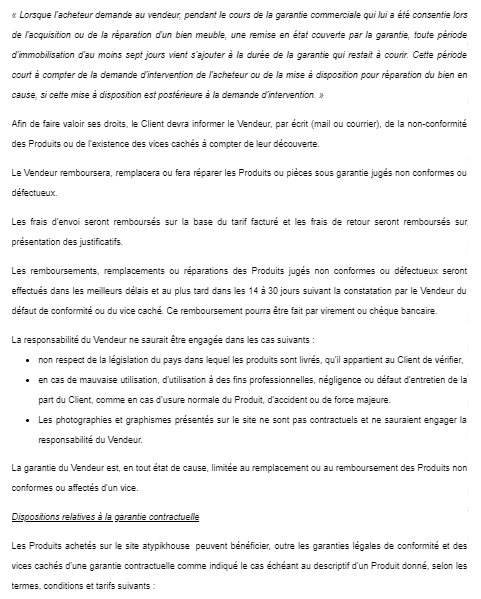 « Lorsque l'acheteur demande au vendeur, pendant le cours de la garantie commerciale qui lui a été consentie lors
de l'acquisition ou de la réparation d'un bien meuble, une remise en état couverte par la garantie, toute période
d'immobilisation d'au moins sept jours vient s'ajouter à la durée de la garantie qui restait à courir. Cette période
court à compter de la demande d'intervention de l'acheteur ou de la mise à disposition pour réparation du bien en
cause, si cette mise à disposition est postérieure à la demande d'intervention. »
Afin de faire valoir ses droits, le Client devra informer le Vendeur, par écrit (mail ou courrier), de la non-conformité
des Produits ou de l'existence des vices cachés à compter de leur découverte.
Le Vendeur remboursera, remplacera ou fera réparer les Produits ou pièces sous garantie jugés non conformes ou
défectueux.
Les frais d'envoi seront remboursés sur la base du tarif facturé et les frais de retour seront remboursés sur
présentation des justificatifs.
Les remboursements, remplacements ou réparations des Produits jugés non conformes ou défectueux seront
effectués dans les meilleurs délais et au plus tard dans les 14 à 30 jours suivant la constatation par le Vendeur du
défaut de conformité ou du vice caché. Ce remboursement pourra être fait par virement ou chèque bancaire.
La responsabilité du Vendeur ne saurait être engagée dans les cas suivants :
• non respect de la législation du pays dans lequel les produits sont livrés, qu'il appartient au Client de vérifier,
• en cas de mauvaise utilisation, d'utilisation à des fins professionnelles, négligence ou défaut d'entretien de la
part du Client, comme en cas d'usure normale du Produit, d'accident ou de force majeure.
• Les photographies et graphismes présentés sur le site ne sont pas contractuels et ne sauraient engager la
responsabilité du Vendeur.
La garantie du Vendeur est, en tout état de cause, limitée au remplacement ou au remboursement des Produits non
conformes ou affectés d'un vice.
Dispositions relatives à la garantie contractuelle
Les Produits achetés sur le site atypikhouse peuvent bénéficier, outre les garanties légales de conformité et des
vices cachés d'une garantie contractuelle comme indiqué le cas échéant au descriptif d'un Produit donné, selon les
termes, conditions et tarifs suivants :